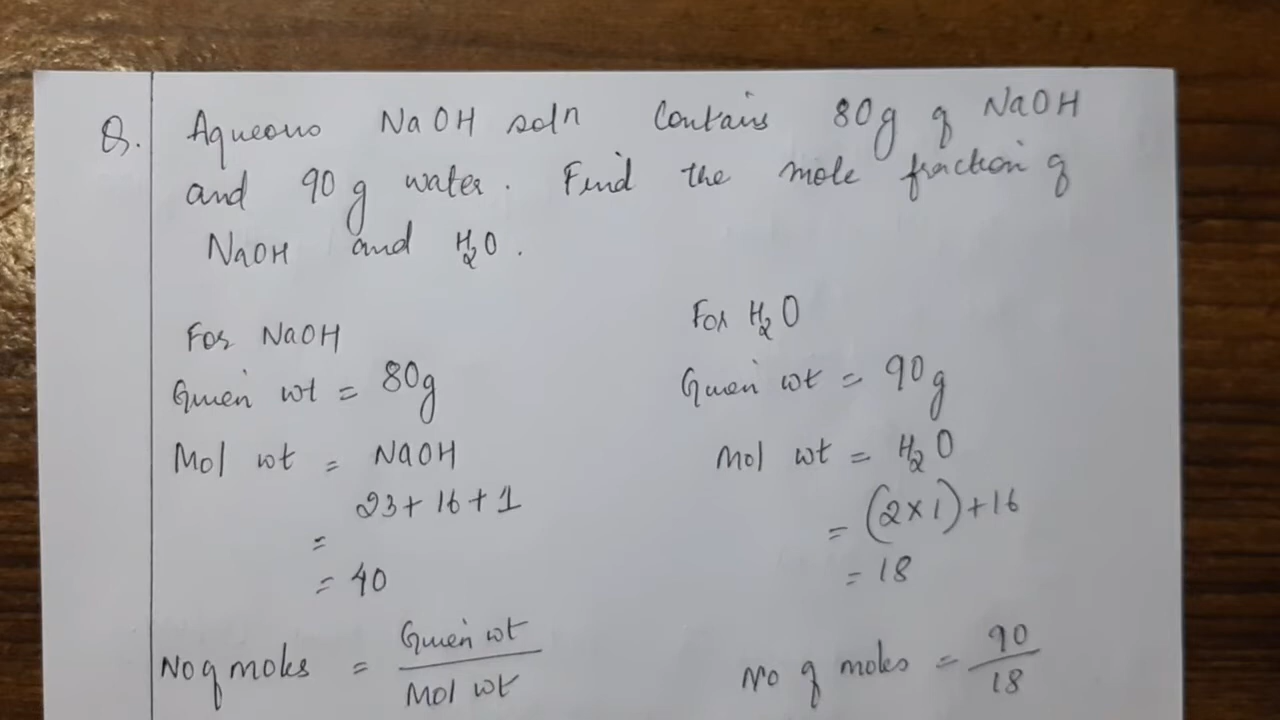 Q. Aqueous NaOH soln Contains 80g of NaOH
and 90 g water. Find the mole fraction of
NaOH and H₂O.
For NaOH
Given wt = 80g
Mol wt = NaOH
23 + 16 + 1
=
= 40
No of moles = Given wt / Mol wt
For H₂O
Given wt = 90g
Mol wt = H₂O
= (2×1)+16
= 18
No of moles = 90 / 18